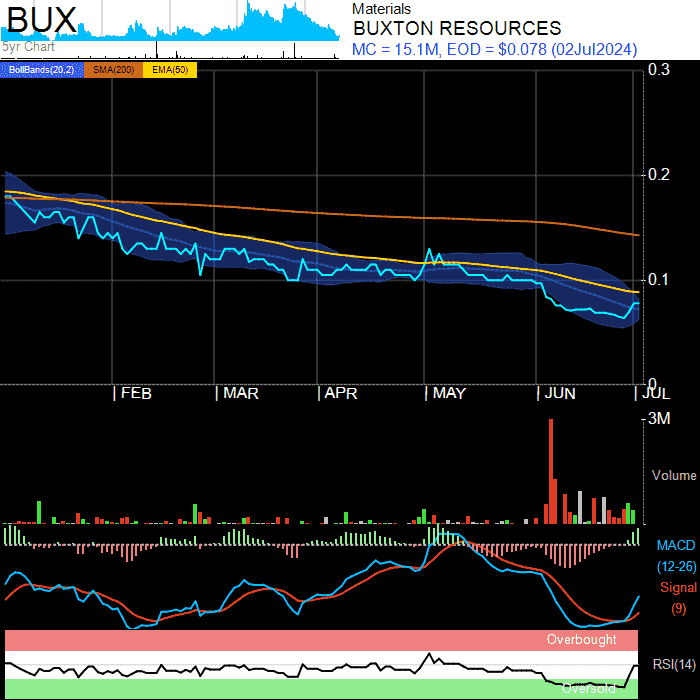 BUX
5yr Chart
Materials
BUXTON RESOURCES
MC = 15.1M, EOD = $0.078 (02Jul2024)
BollBands(20,2) SMA(200) EMA(50)
0.3
0.2
0.1
0
FEB MAR APR MAY JUN JUL
3M
Volume
MACD
(12-26)
Signal
(9)
Overbought
RSI(14)
Oversold